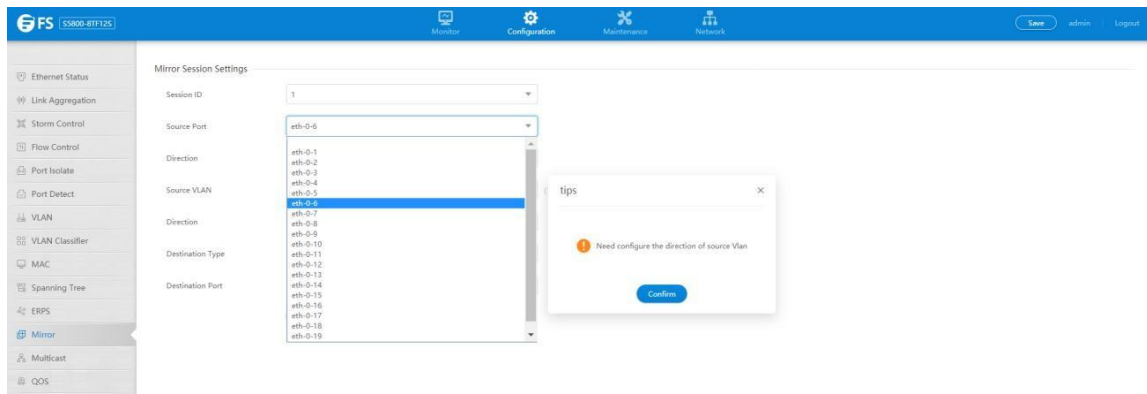 FS S5800-8TF12S
Monitor
Configuration
Maintenance
Network
Save admin Logout
Ethernet Status
Link Aggregation
Storm Control
Flow Control
Port Isolate
Port Detect
VLAN
VLAN Classifier
MAC
Spanning Tree
ERPS
Mirror
Multicast
QOS
Mirror Session Settings
Session ID 1
Source Port eth-0-6
Direction
Source VLAN
Direction
Destination Type
Destination Port
eth-0-1
eth-0-2
eth-0-3
eth-0-4
eth-0-5
eth-0-6
eth-0-7
eth-0-8
eth-0-9
eth-0-10
eth-0-11
eth-0-12
eth-0-13
eth-0-14
eth-0-15
eth-0-16
eth-0-17
eth-0-18
eth-0-19
tips
Need configure the direction of source Vlan
Confirm